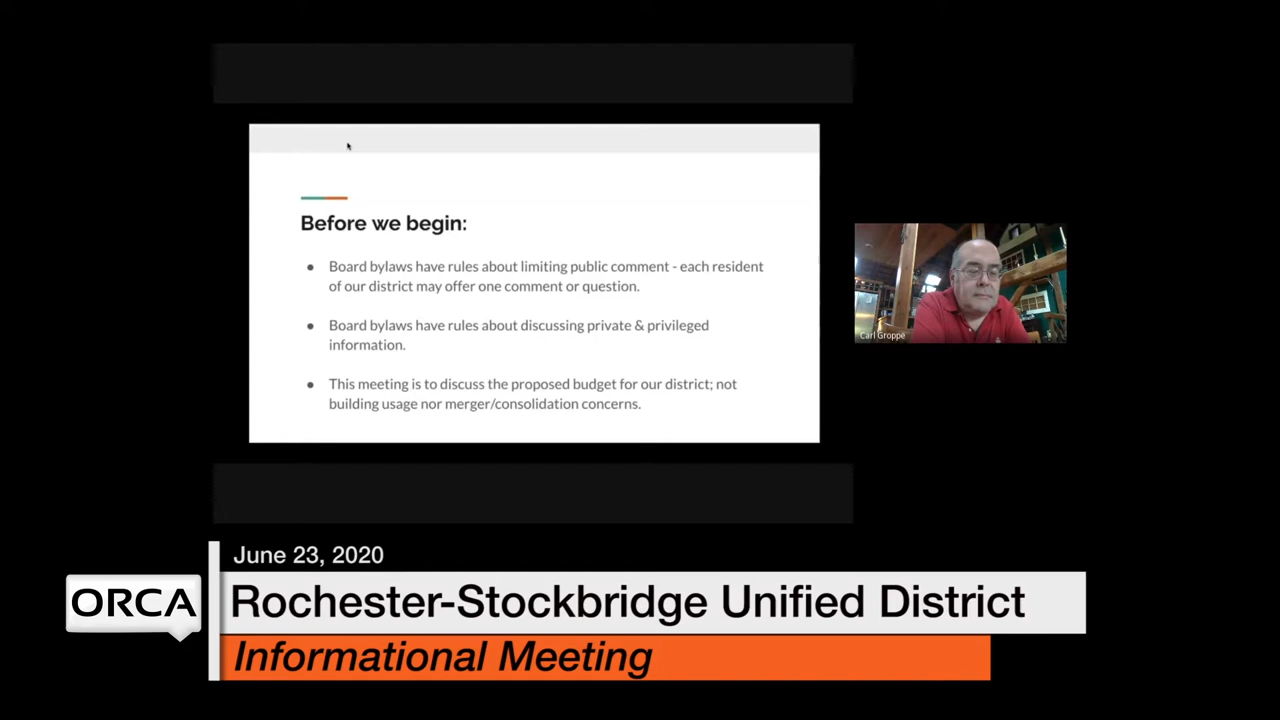 Before we begin:
● Board bylaws have rules about limiting public comment - each resident
of our district may offer one comment or question.
● Board bylaws have rules about discussing private & privileged
information.
● This meeting is to discuss the proposed budget for our district; not
building usage nor merger/consolidation concerns.
Carl Groppe
June 23, 2020
ORCA
Rochester-Stockbridge Unified District
Informational Meeting